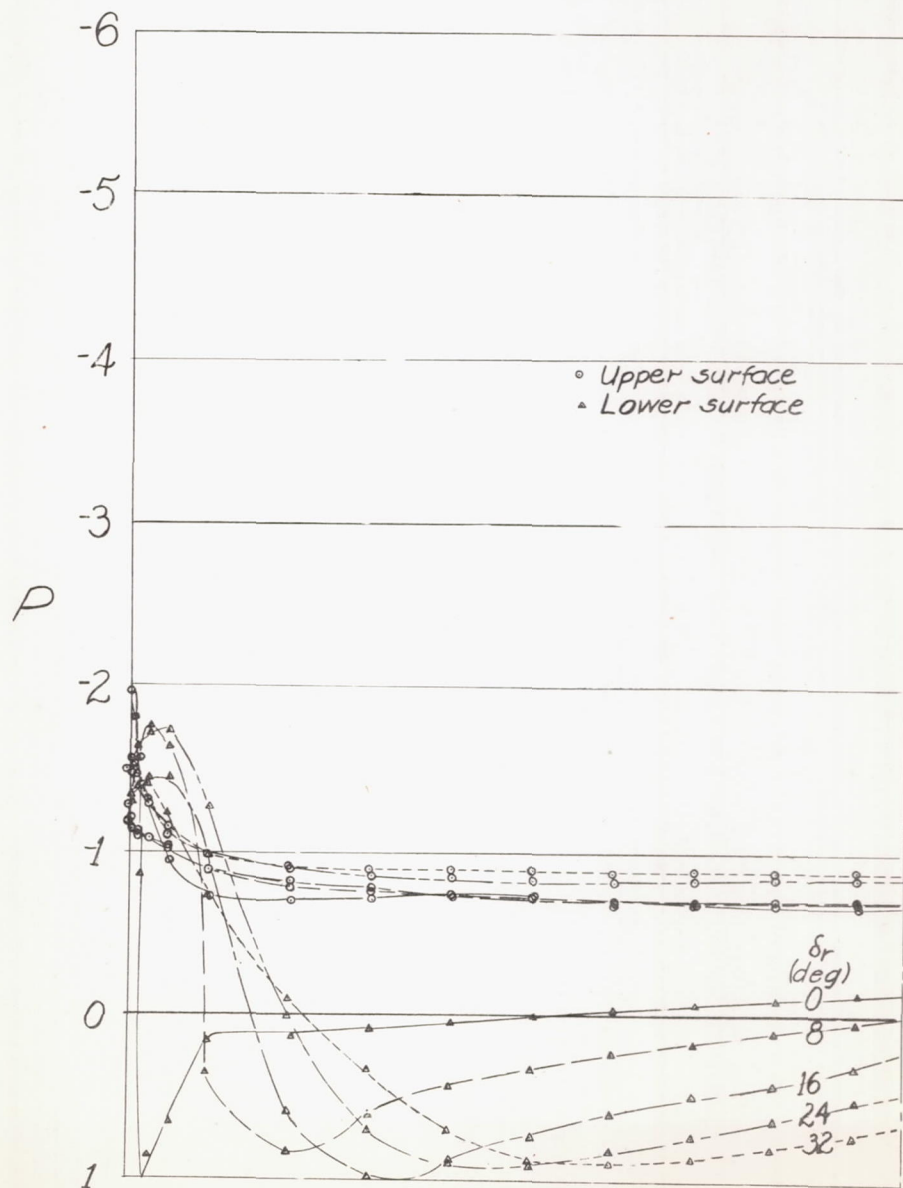 -6
-5
-4
Upper surface
Lower surface
-3
P
-2
-1
δr
(deg)
0
0
8
16
24
32
1